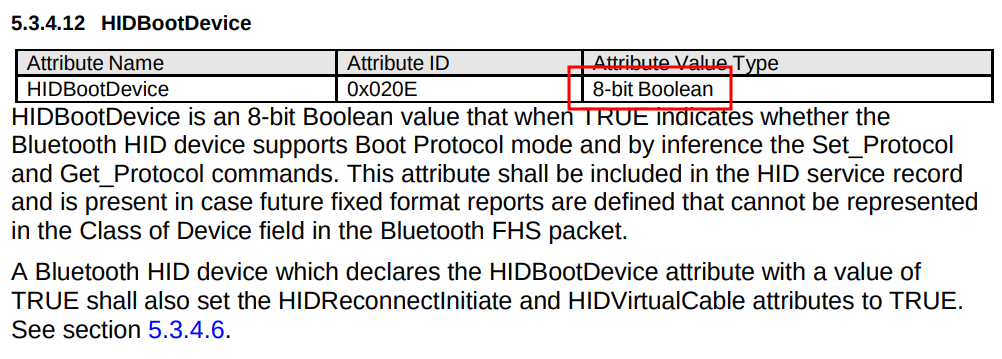 5.3.4.12 HIDBootDevice
Attribute Name Attribute ID Attribute Value Type
HIDBootDevice 0x020E 8-bit Boolean
HIDBootDevice is an 8-bit Boolean value that when TRUE indicates whether the
Bluetooth HID device supports Boot Protocol mode and by inference the Set_Protocol
and Get_Protocol commands. This attribute shall be included in the HID service record
and is present in case future fixed format reports are defined that cannot be represented
in the Class of Device field in the Bluetooth FHS packet.
A Bluetooth HID device which declares the HIDBootDevice attribute with a value of
TRUE shall also set the HIDReconnectInitiate and HIDVirtualCable attributes to TRUE.
See section 5.3.4.6.